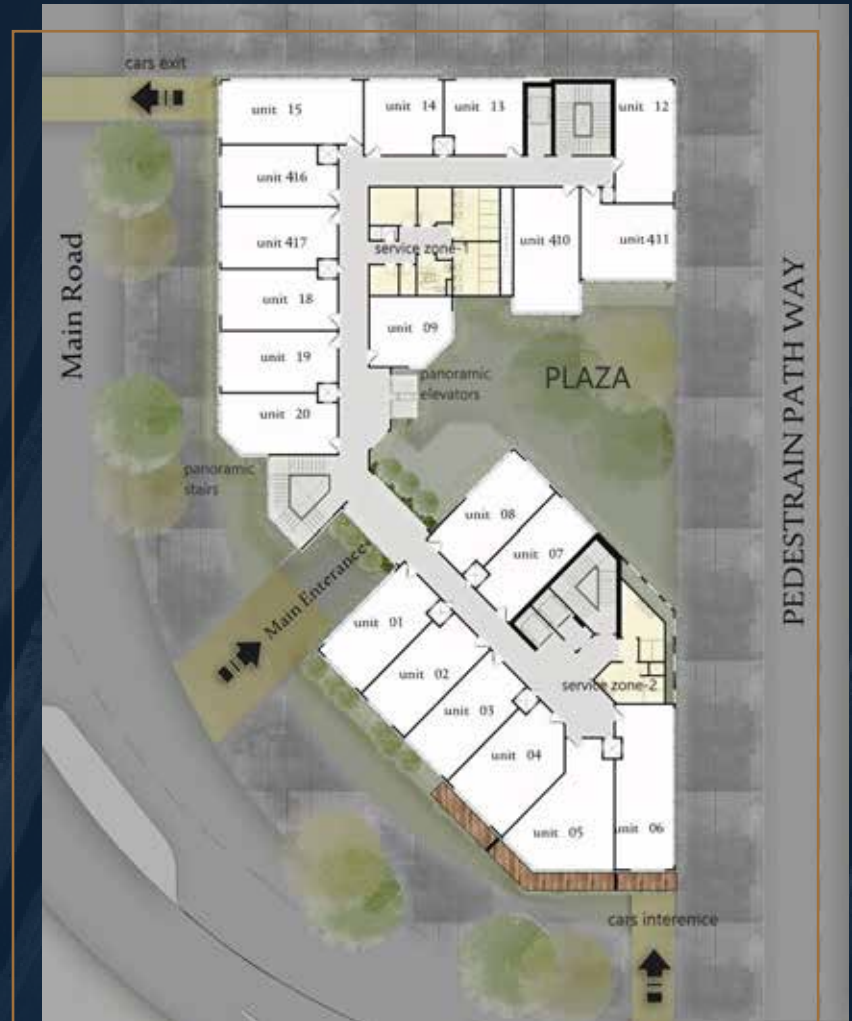 cars exit
unit 15
unit 14
unit 13
unit 12
unit 416
unit 417
service zone-1
unit 410
unit 411
Main Road
unit 18
unit 09
unit 19
panoramic
elevators
PLAZA
PEDESTRAIN PATH WAY
unit 20
panoramic
stairs
unit 08
unit 07
Main Enterance
unit 01
unit 02
service zone-2
unit 03
unit 04
unit 05
unit 06
cars interemce